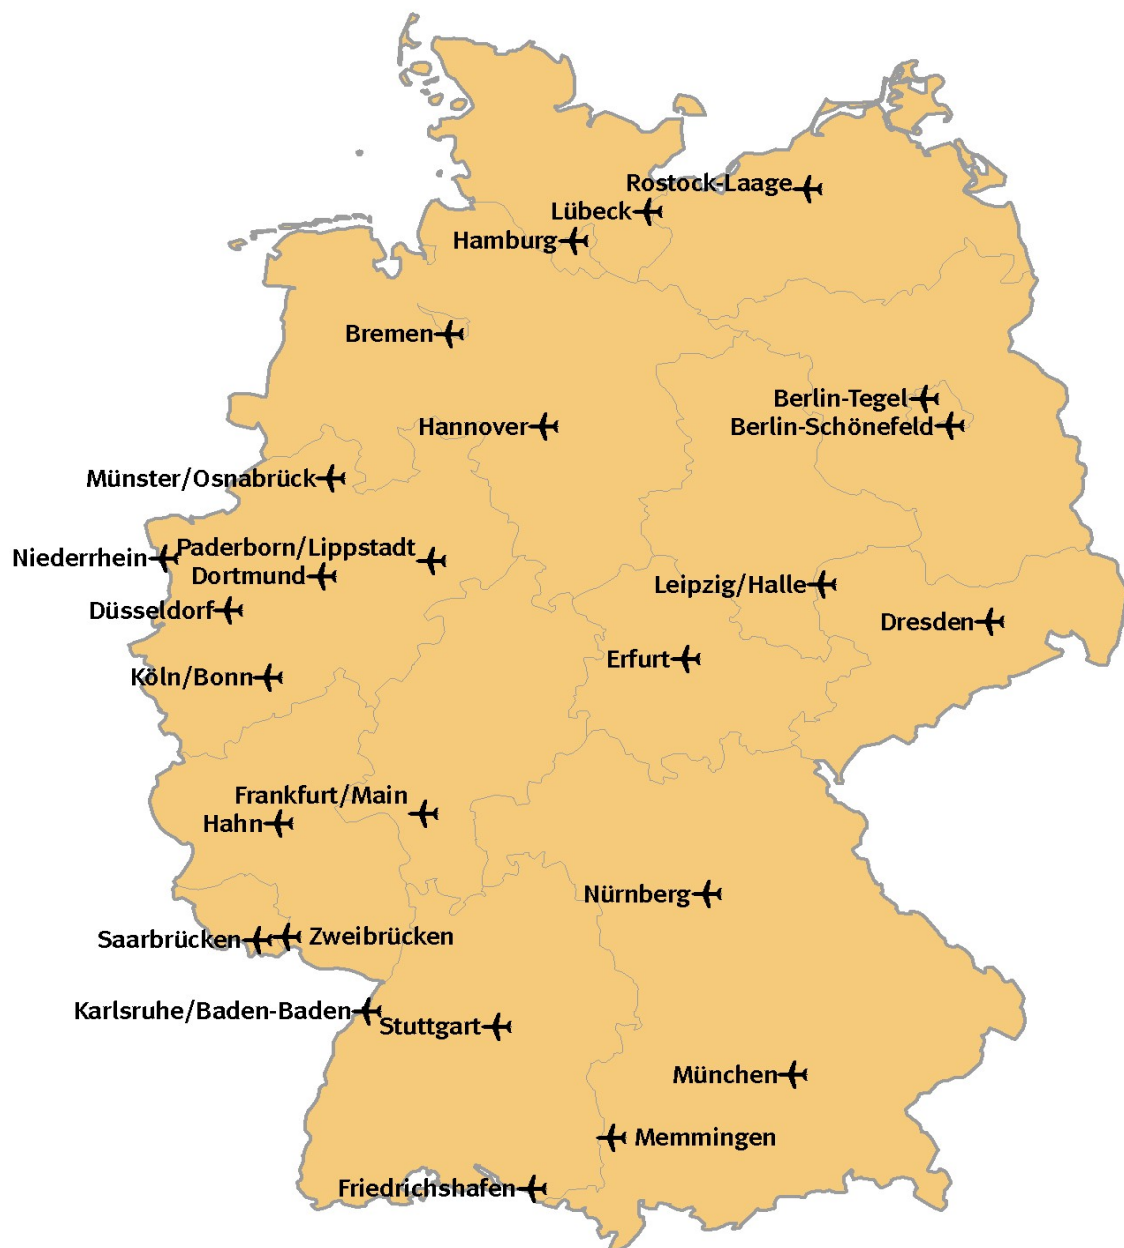 Rostock-Laage
Lübeck
Hamburg
Bremen
Berlin-Tegel
Hannover
Berlin-Schönefeld
Münster/Osnabrück
Paderborn/Lippstadt
Niederrhein
Dortmund
Leipzig/Halle
Düsseldorf
Dresden
Erfurt
Köln/Bonn
Frankfurt/Main
Hahn
Nürnberg
Saarbrücken
Zweibrücken
Karlsruhe/Baden-Baden
Stuttgart
München
Memmingen
Friedrichshafen